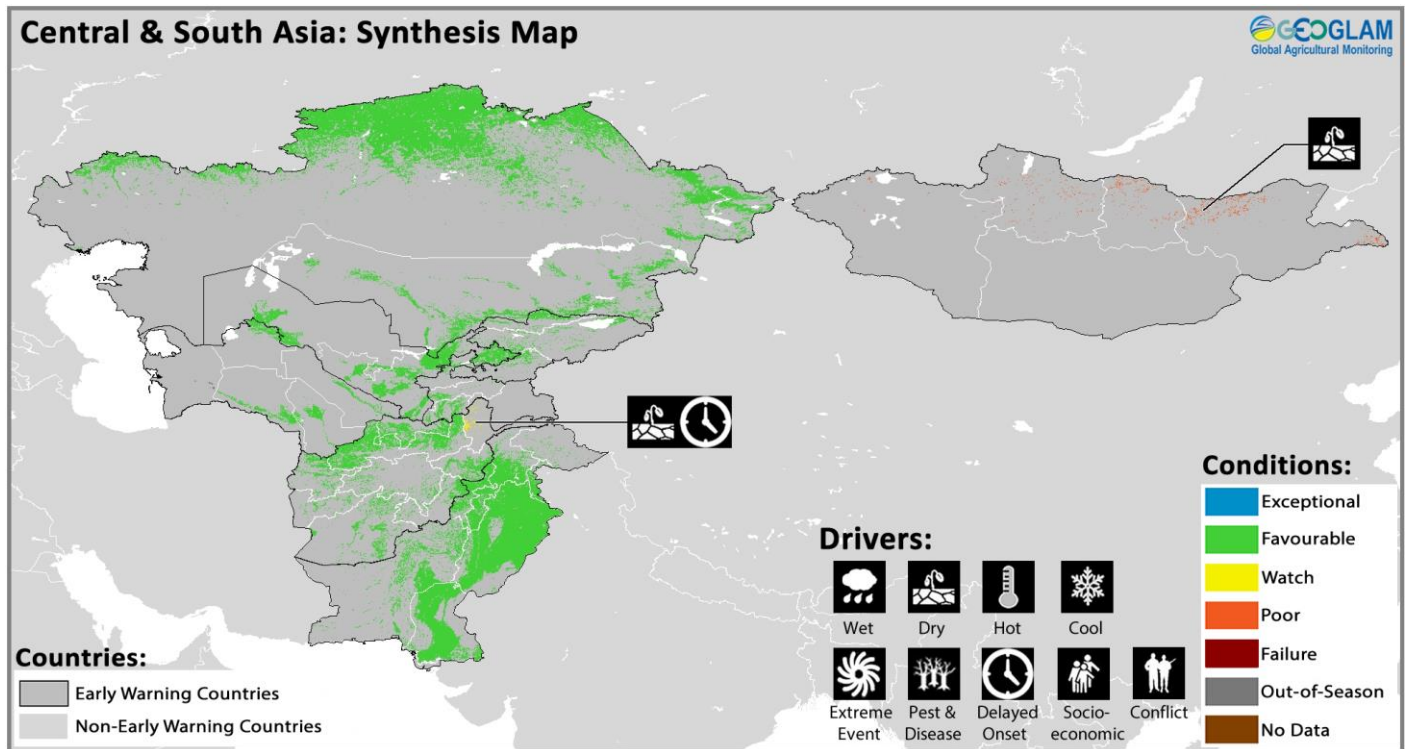 Central & South Asia: Synthesis Map
GEOGLAM
Global Agricultural Monitoring
Conditions:
Exceptional
Favourable
Watch
Poor
Failure
Out-of-Season
No Data
Drivers:
Wet
Dry
Hot
Cool
Extreme
Event
Pest &
Disease
Delayed
Onset
Socio-
economic
Conflict
Countries:
Early Warning Countries
Non-Early Warning Countries